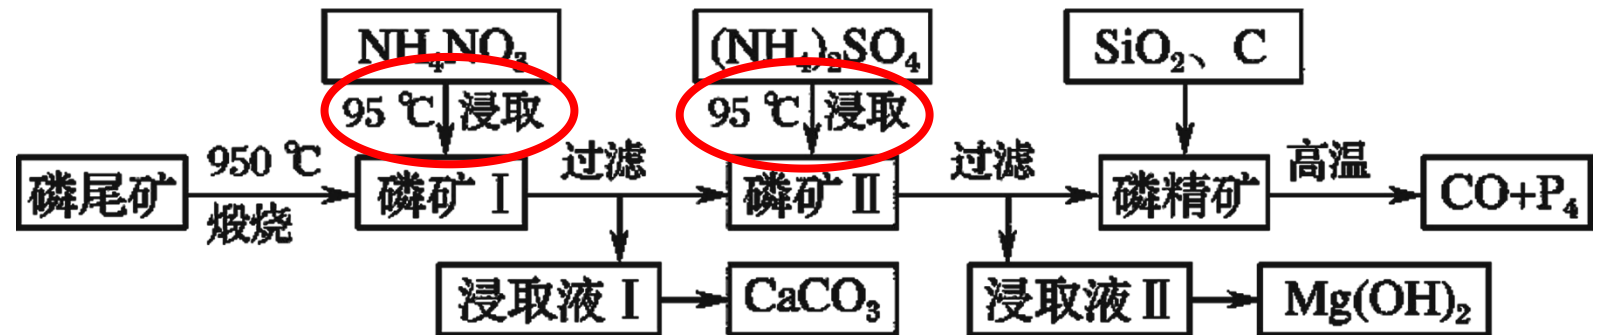 NH₄NO₃ (NH₄)₂SO₄ SiO₂、C
95 ℃ 浸取 95 ℃ 浸取
磷尾矿 950 ℃ 煅烧 磷矿Ⅰ 过滤 磷矿Ⅱ 过滤 磷精矿 高温 CO+P₄
浸取液Ⅰ CaCO₃ 浸取液Ⅱ Mg(OH)₂